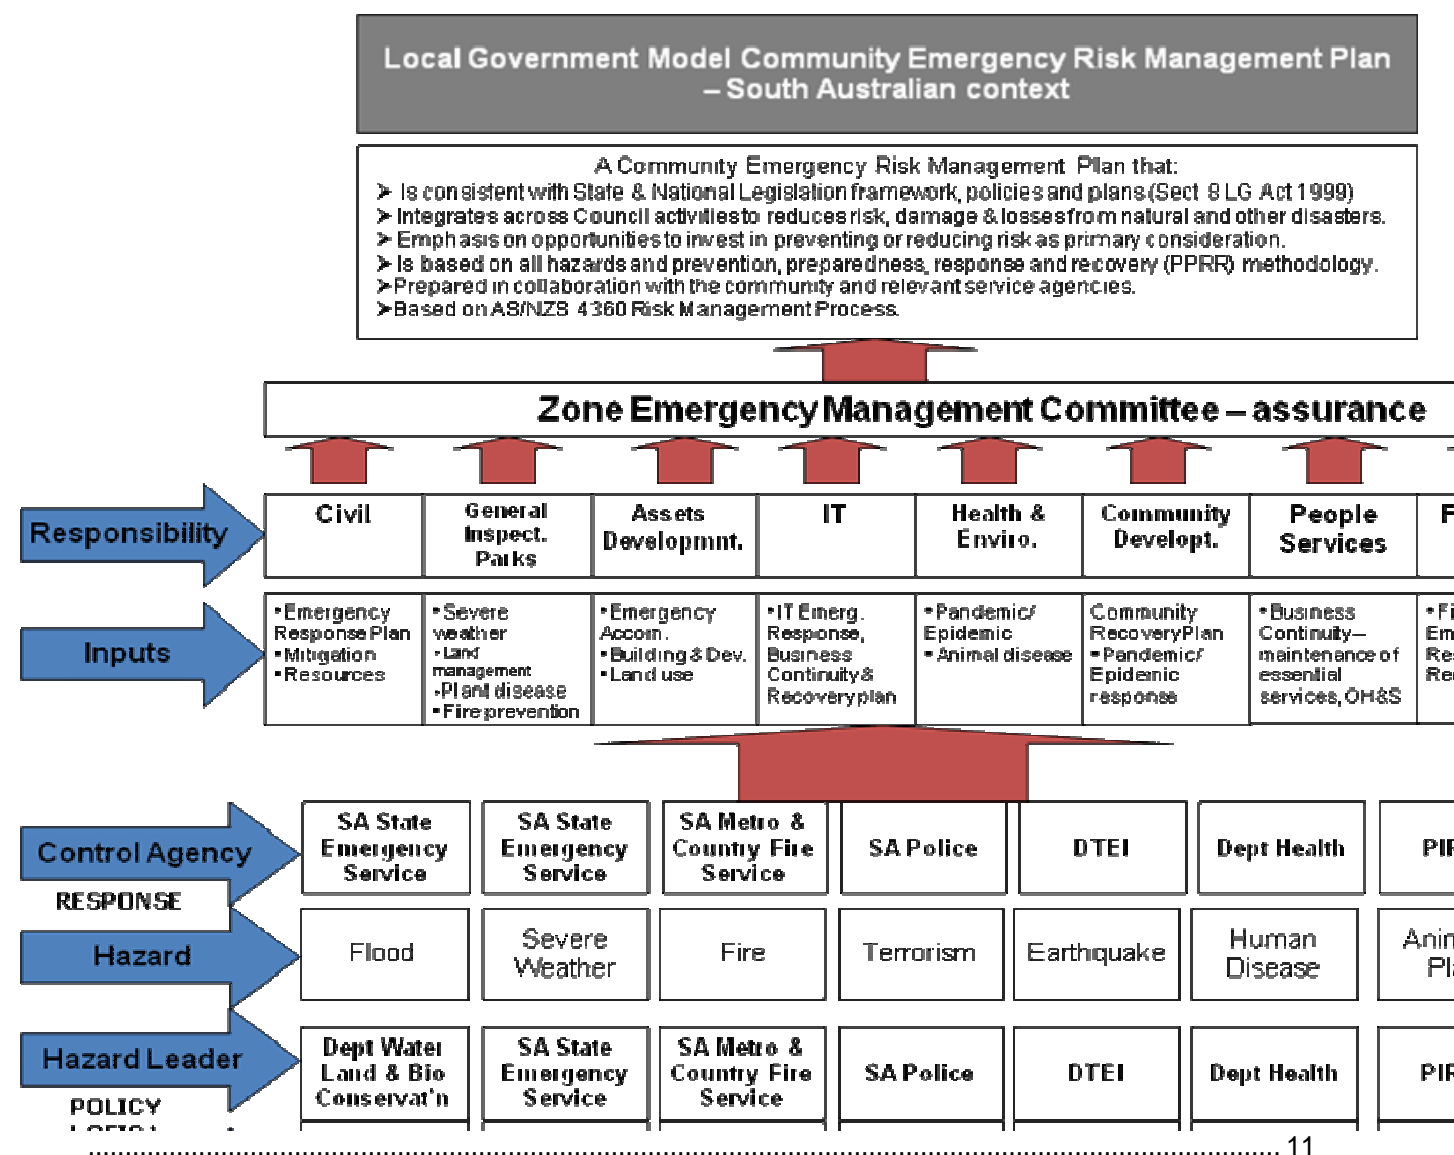 Local Government Model Community Emergency Risk Management Plan
– South Australian context
A Community Emergency Risk Management Plan that:
➤ Is consistent with State & National Legislation framework, policies and plans (Sect 8 LG Act 1999)
➤ Integrates across Council activities to reduces risk, damage & losses from natural and other disasters.
➤ Emphasis on opportunities to invest in preventing or reducing risk as primary consideration.
➤ Is based on all hazards and prevention, preparedness, response and recovery (PPRR) methodology.
➤ Prepared in collaboration with the community and relevant service agencies.
➤ Based on AS/NZS 4360 Risk Management Process.
Zone Emergency Management Committee – assurance
Responsibility
Civil
General
Inspect.
Parks
Assets
Developmnt.
IT
Health &
Enviro.
Community
Developt.
People
Services
F
Inputs
• Emergency
Response Plan
• Mitigation
• Resources
• Severe
weather
• Land
management
• Plant disease
• Fire prevention
• Emergency
Accom.
• Building & Dev.
• Land use
• IT Emerg.
Response,
Business
Continuity &
Recovery plan
• Pandemic/
Epidemic
• Animal disease
Community
Recovery Plan
• Pandemic/
Epidemic
response
• Business
Continuity –
maintenance of
essential
services, OH&S
• Fi
Em
Res
Rec
Control Agency
RESPONSE
SA State
Emergency
Service
SA State
Emergency
Service
SA Metro &
Country Fire
Service
SA Police
DTEI
Dept Health
PIR
Hazard
Flood
Severe
Weather
Fire
Terrorism
Earthquake
Human
Disease
Anim
Pla
Hazard Leader
POLICY
Dept Water
Land & Bio
Conservat'n
SA State
Emergency
Service
SA Metro &
Country Fire
Service
SA Police
DTEI
Dept Health
PIR
11